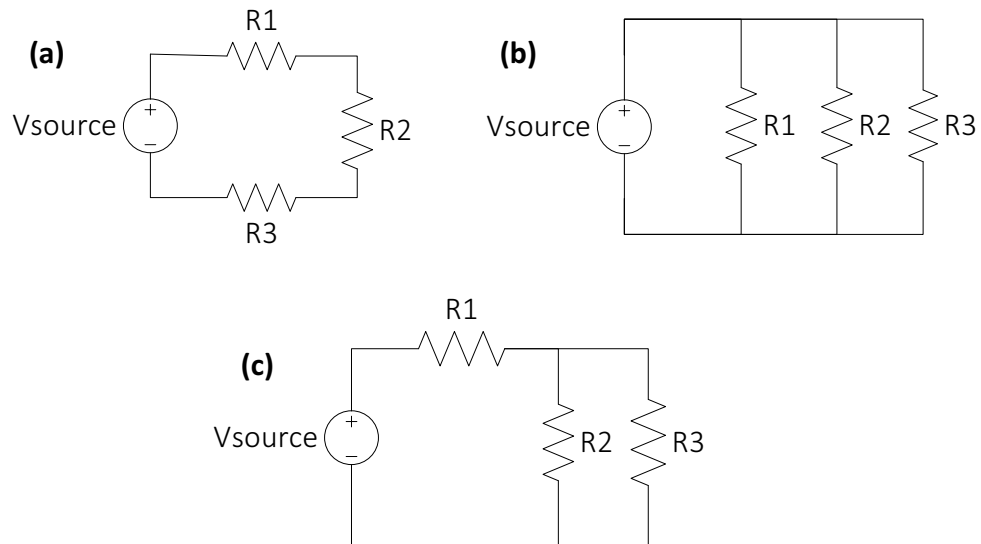 (a)
R1
Vsource
+
−
R2
R3
(b)
Vsource
+
−
R1
R2
R3
(c)
R1
Vsource
+
−
R2
R3